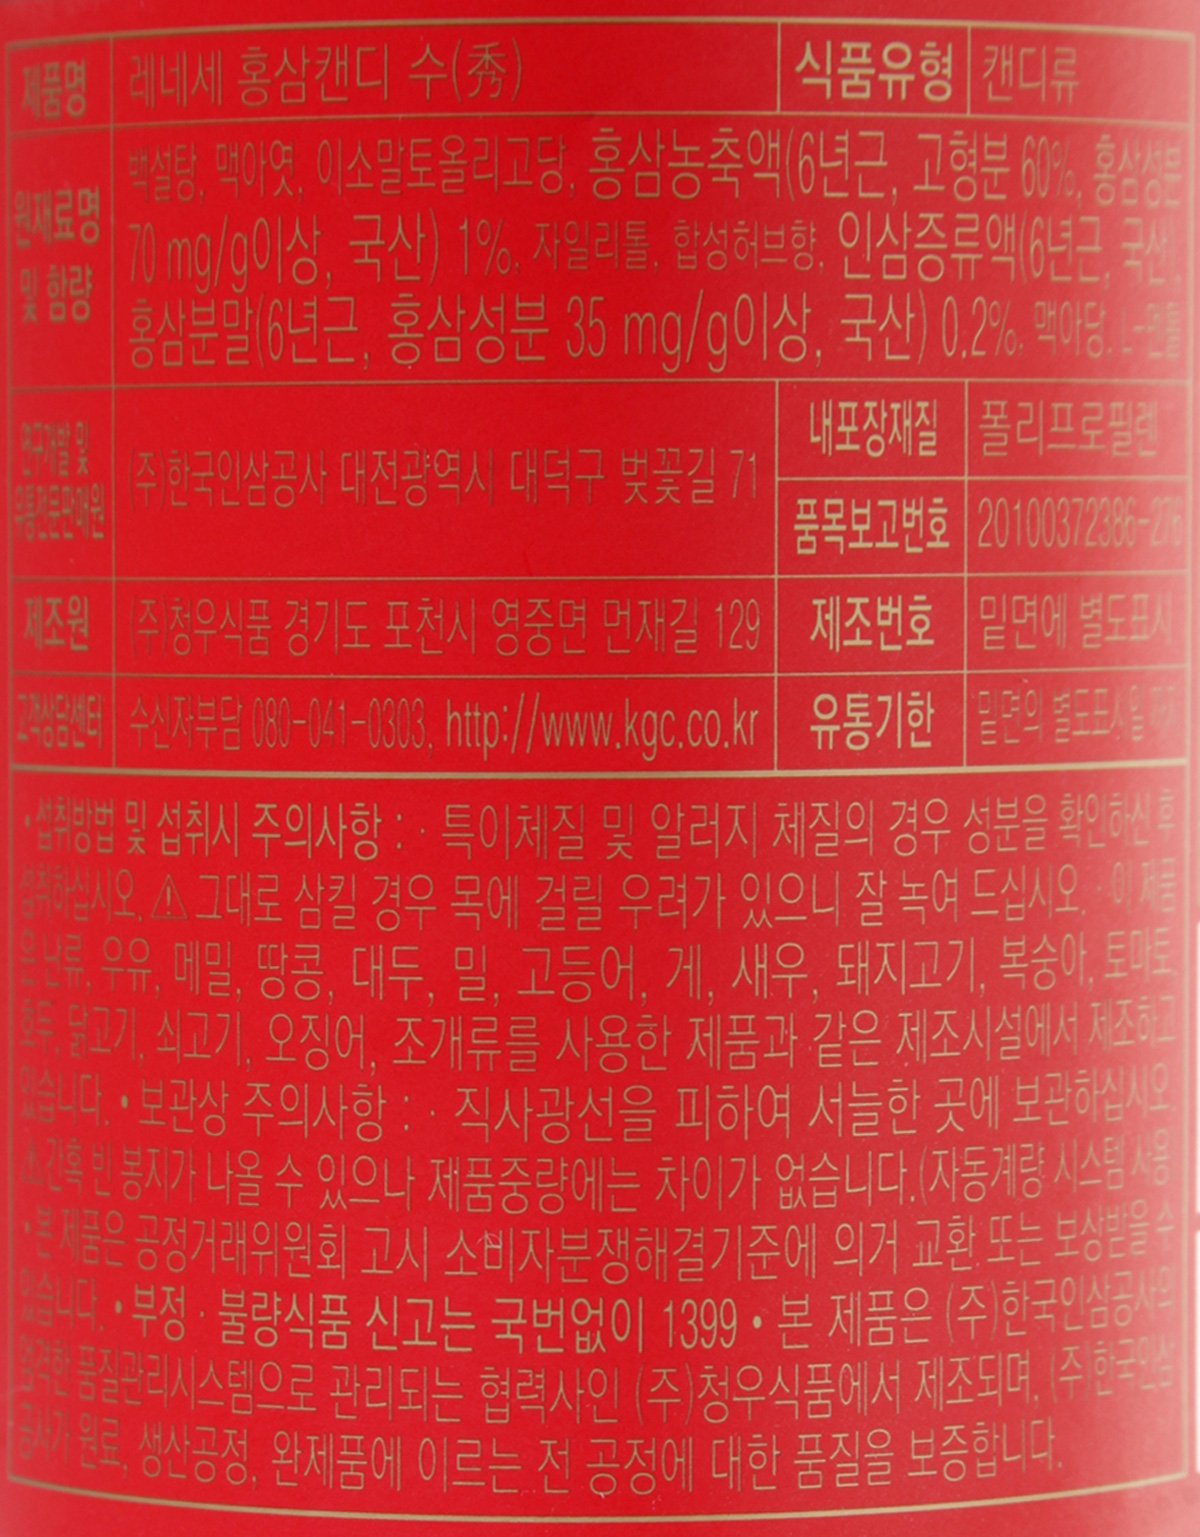 제품명 레네세 홍삼캔디 수(秀) 식품유형 캔디류
원재료명 및 함량
백설탕, 맥아엿, 이소말토올리고당, 홍삼농축액(6년근, 고형분 60%, 홍삼성분
70 mg/g이상, 국산) 1%, 자일리톨, 합성허브향, 인삼증류액(6년근, 국산),
홍삼분말(6년근, 홍삼성분 35 mg/g이상, 국산) 0.2%, 맥아당, L-멘톨
연구개발 및
유통전문판매원
(주)한국인삼공사 대전광역시 대덕구 벚꽃길 71
내포장재질 폴리프로필렌
품목보고번호 20100372386-276
제조원 (주)청우식품 경기도 포천시 영중면 먼재길 129 제조번호 밑면에 별도표시
고객상담센터 수신자부담 080-041-0303, http://www.kgc.co.kr 유통기한 밑면의 별도표시일 까지
•섭취방법 및 섭취시 주의사항 : · 특이체질 및 알러지 체질의 경우 성분을 확인하신 후
섭취하십시오. ⚠ 그대로 삼킬 경우 목에 걸릴 우려가 있으니 잘 녹여 드십시오. · 이 제품
은 난류, 우유, 메밀, 땅콩, 대두, 밀, 고등어, 게, 새우, 돼지고기, 복숭아, 토마토,
호두, 닭고기, 쇠고기, 오징어, 조개류를 사용한 제품과 같은 제조시설에서 제조하고
있습니다. •보관상 주의사항 : · 직사광선을 피하여 서늘한 곳에 보관하십시오.
⚠ 간혹 빈 봉지가 나올 수 있으나 제품중량에는 차이가 없습니다.(자동계량 시스템 사용
•본 제품은 공정거래위원회 고시 소비자분쟁해결기준에 의거 교환 또는 보상받을 수
있습니다. •부정·불량식품 신고는 국번없이 1399 •본 제품은 (주)한국인삼공사의
엄격한 품질관리시스템으로 관리되는 협력사인 (주)청우식품에서 제조되며, (주)한국인삼
공사가 원료, 생산공정, 완제품에 이르는 전 공정에 대한 품질을 보증합니다.